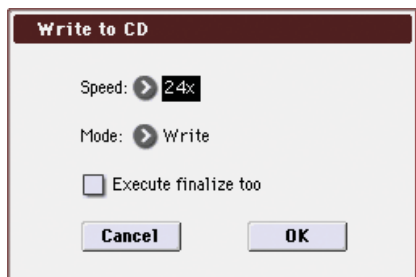 Write to CD
Speed: 24x
Mode: Write
Execute finalize too
Cancel OK